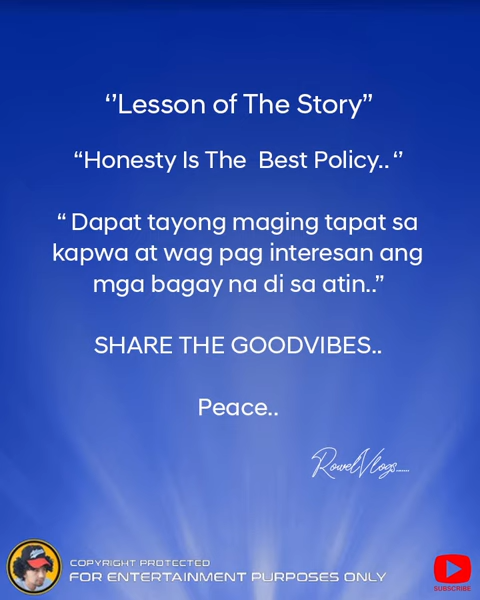 ‘’Lesson of The Story”
“Honesty Is The Best Policy.. ‘’
“ Dapat tayong maging tapat sa
kapwa at wag pag interesan ang
mga bagay na di sa atin..”
SHARE THE GOODVIBES..
Peace..
RowelVlogs......
COPYRIGHT PROTECTED
FOR ENTERTAINMENT PURPOSES ONLY
SUBSCRIBE